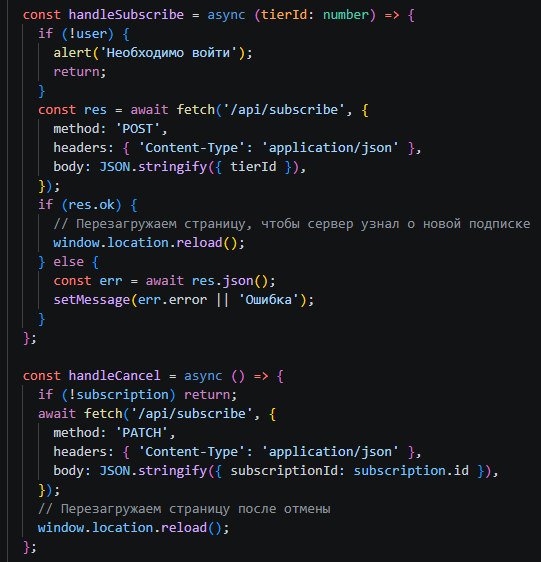 const handleSubscribe = async (tierId: number) => {
if (!user) {
alert('Необходимо войти');
return;
}
const res = await fetch('/api/subscribe', {
method: 'POST',
headers: { 'Content-Type': 'application/json' },
body: JSON.stringify({ tierId }),
});
if (res.ok) {
// Перезагружаем страницу, чтобы сервер узнал о новой подписке
window.location.reload();
} else {
const err = await res.json();
setMessage(err.error || 'Ошибка');
}
};
const handleCancel = async () => {
if (!subscription) return;
await fetch('/api/subscribe', {
method: 'PATCH',
headers: { 'Content-Type': 'application/json' },
body: JSON.stringify({ subscriptionId: subscription.id }),
});
// Перезагружаем страницу после отмены
window.location.reload();
};